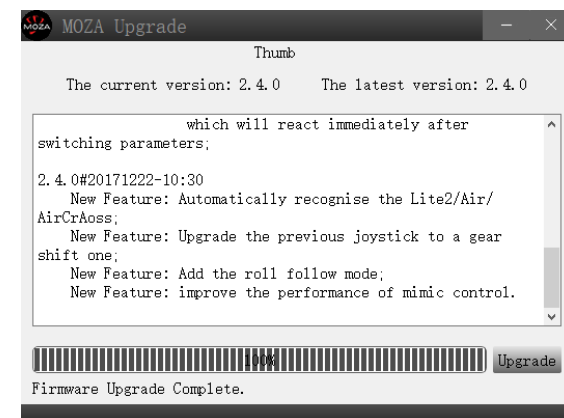 MOZA MOZA Upgrade
Thumb
The current version: 2.4.0 The latest version: 2.4.0
which will react immediately after
switching parameters;
2.4.0#20171222-10:30
New Feature: Automatically recognise the Lite2/Air/
AirCrAoss;
New Feature: Upgrade the previous joystick to a gear
shift one;
New Feature: Add the roll follow mode;
New Feature: improve the performance of mimic control.
100%
Upgrade
Firmware Upgrade Complete.